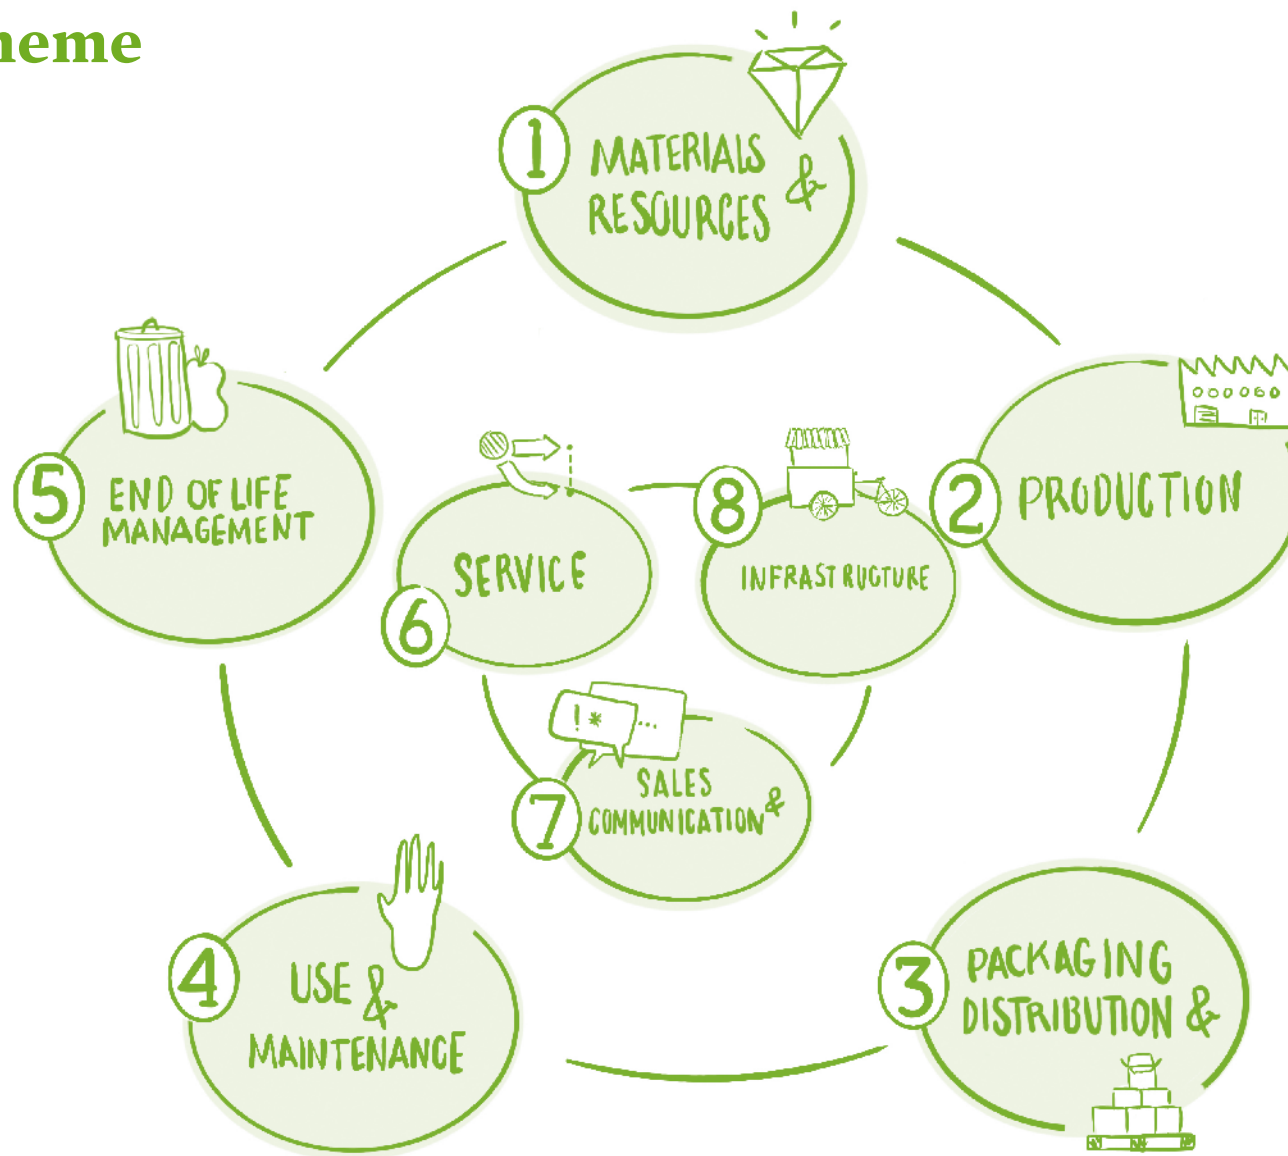 heme
1
MATERIALS
&
RESOURCES
2
PRODUCTION
3
PACKAGING
DISTRIBUTION &
4
USE &
MAINTENANCE
5
END OF LIFE
MANAGEMENT
6
SERVICE
7
! * ...
SALES
COMMUNICATION &
8
INFRASTRUCTURE